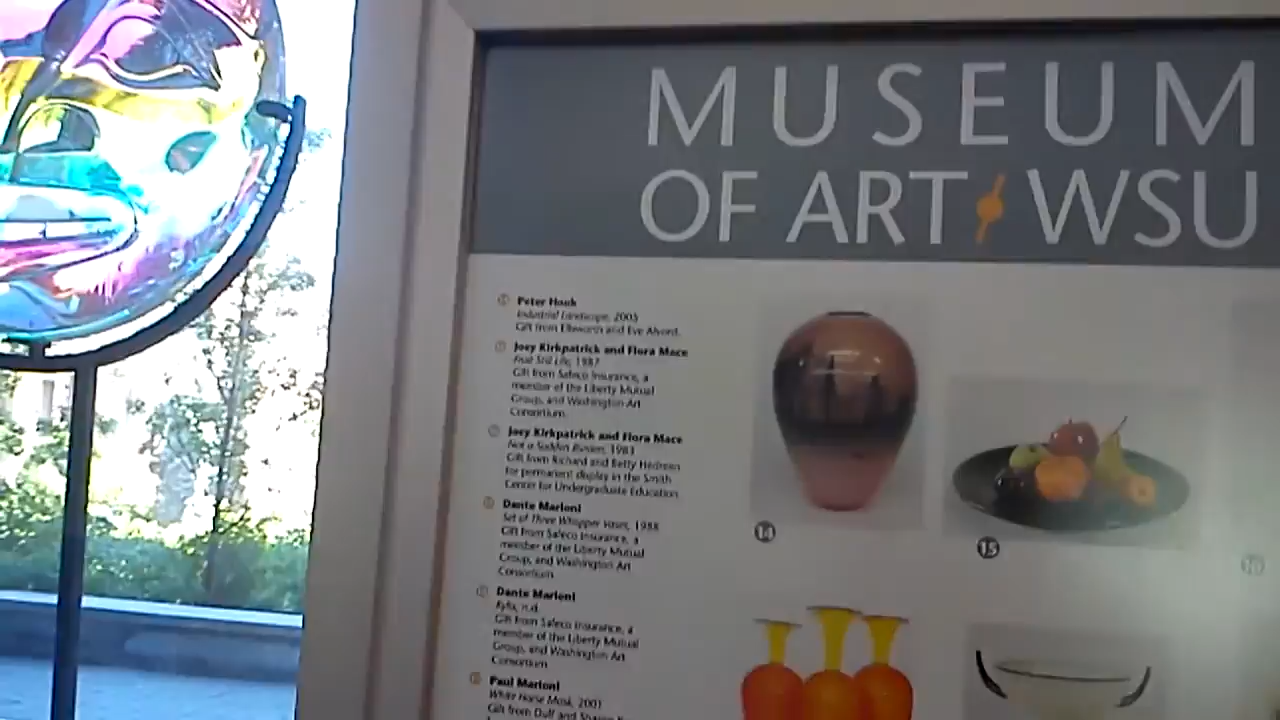 MUSEUM
OF ART WSU
Peter Houk
Industrial Landscape, 2003
Gift from Ellsworth and Eve Alvord.
Joey Kirkpatrick and Flora Mace
Fruit Still Life, 1987
Gift from Safeco Insurance, a
member of the Liberty Mutual
Group, and Washington Art
Consortium.
Joey Kirkpatrick and Flora Mace
Not a Sudden Burden, 1983
Gift from Richard and Betty Hedreen
for permanent display in the Smith
Center for Undergraduate Education
Dante Marioni
Set of Three Whopper Vases, 1988
Gift from Safeco Insurance, a
member of the Liberty Mutual
Group, and Washington Art
Consortium.
Dante Marioni
Kylix, n.d.
Gift from Safeco Insurance, a
member of the Liberty Mutual
Group, and Washington Art
Consortium.
Paul Marioni
White Horse Mask, 2001
Gift from
14
15